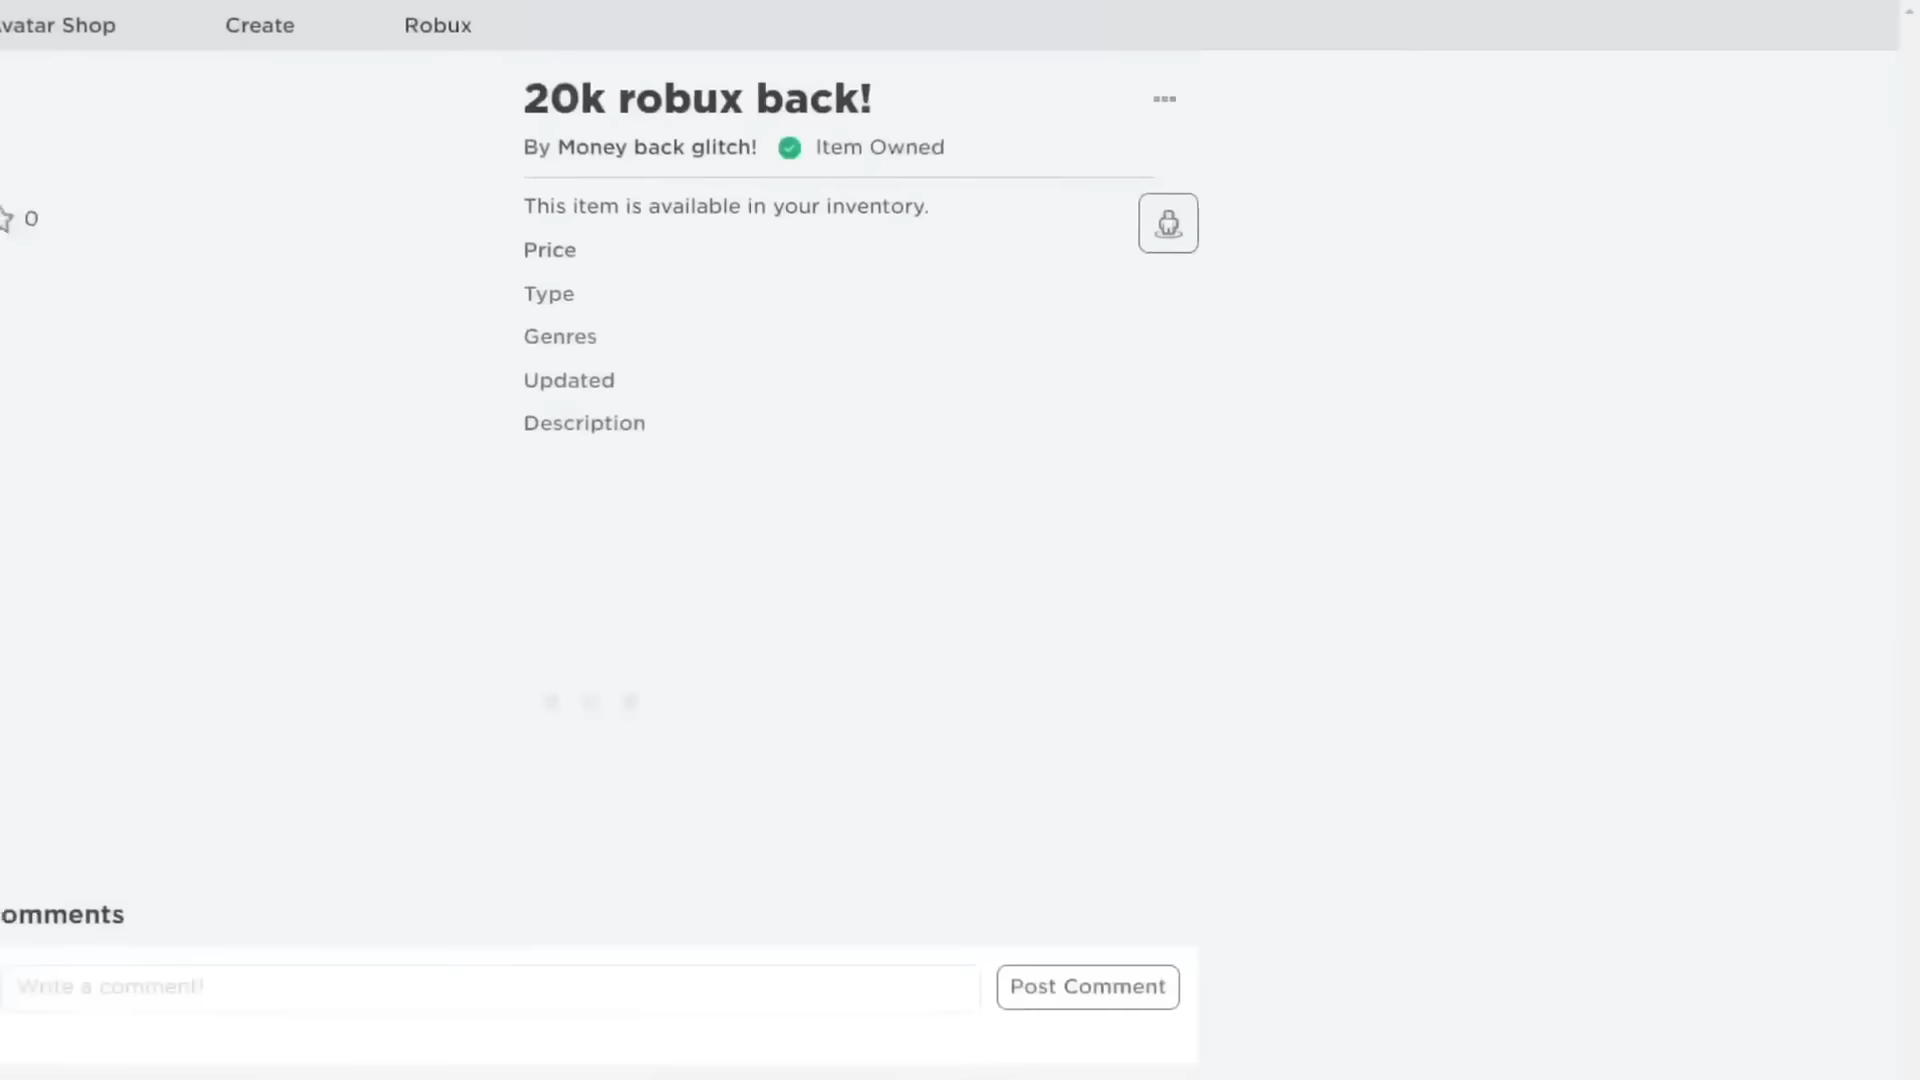 vatar Shop Create Robux
20k robux back!
By Money back glitch! Item Owned
This item is available in your inventory.
0
Price
Type
Genres
Updated
Description
omments
Write a comment!
Post Comment